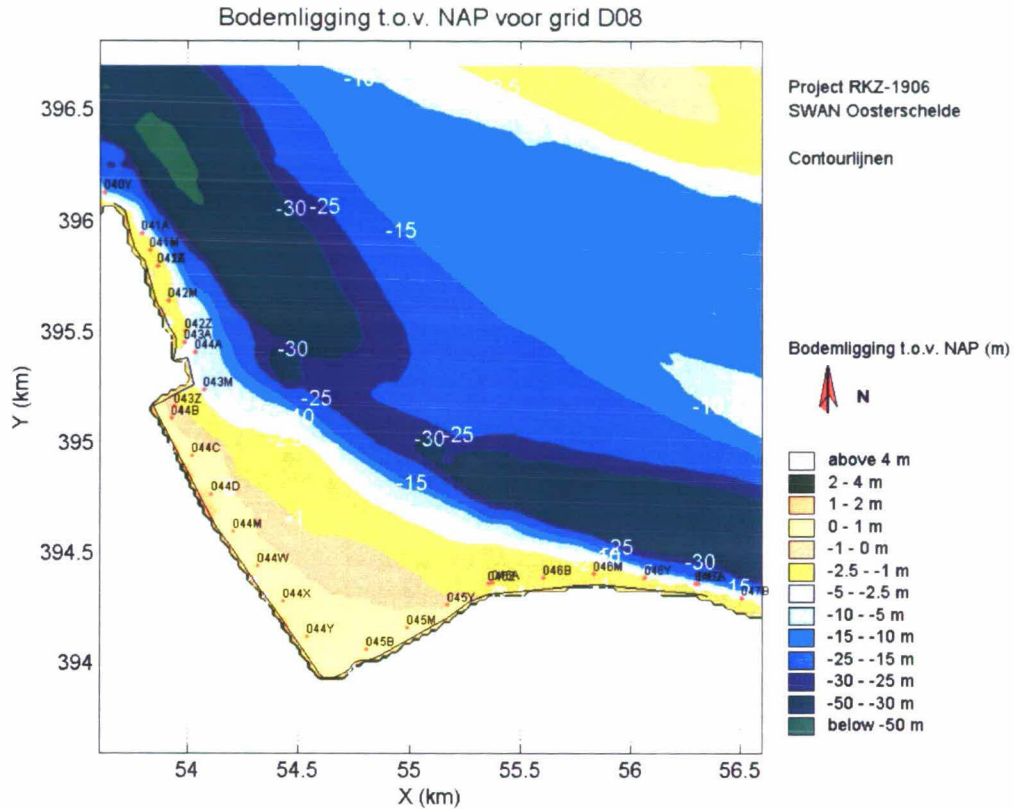 Bodemligging t.o.v. NAP voor grid D08
Project RKZ-1906
SWAN Oosterschelde
Contourlijnen
Bodemligging t.o.v. NAP (m)
N
above 4 m
2 - 4 m
1 - 2 m
0 - 1 m
-1 - 0 m
-2.5 - -1 m
-5 - -2.5 m
-10 - -5 m
-15 - -10 m
-25 - -15 m
-30 - -25 m
-50 - -30 m
below -50 m
Y (km)
396.5
396
395.5
395
394.5
394
X (km)
54
54.5
55
55.5
56
56.5
-10
-30
-25
-15
-30
-25
-10
-10
-30
-25
-15
-1
-25
-30
-15
040Y
041A
041M
042M
042Z
043A
044A
043M
043Z
044B
044C
044D
044M
044W
044X
044Y
045B
045M
045Y
046B
046M
046Y
047B